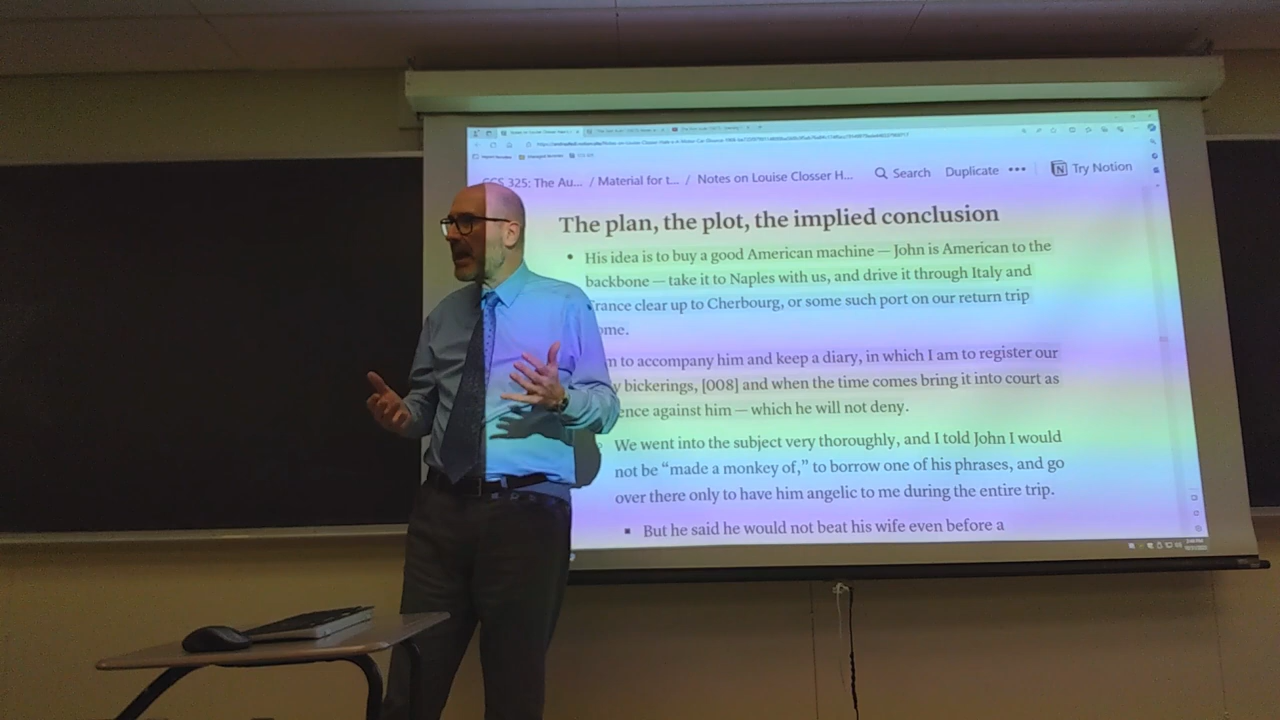 325: The Au... / Material for t... / Notes on Louise Closser H... Search Duplicate ••• Try Notion
The plan, the plot, the implied conclusion
• His idea is to buy a good American machine — John is American to the
backbone — take it to Naples with us, and drive it through Italy and
rance clear up to Cherbourg, or some such port on our return trip
ome.
m to accompany him and keep a diary, in which I am to register our
y bickerings, [008] and when the time comes bring it into court as
ence against him — which he will not deny.
We went into the subject very thoroughly, and I told John I would
not be “made a monkey of,” to borrow one of his phrases, and go
over there only to have him angelic to me during the entire trip.
▪ But he said he would not beat his wife even before a